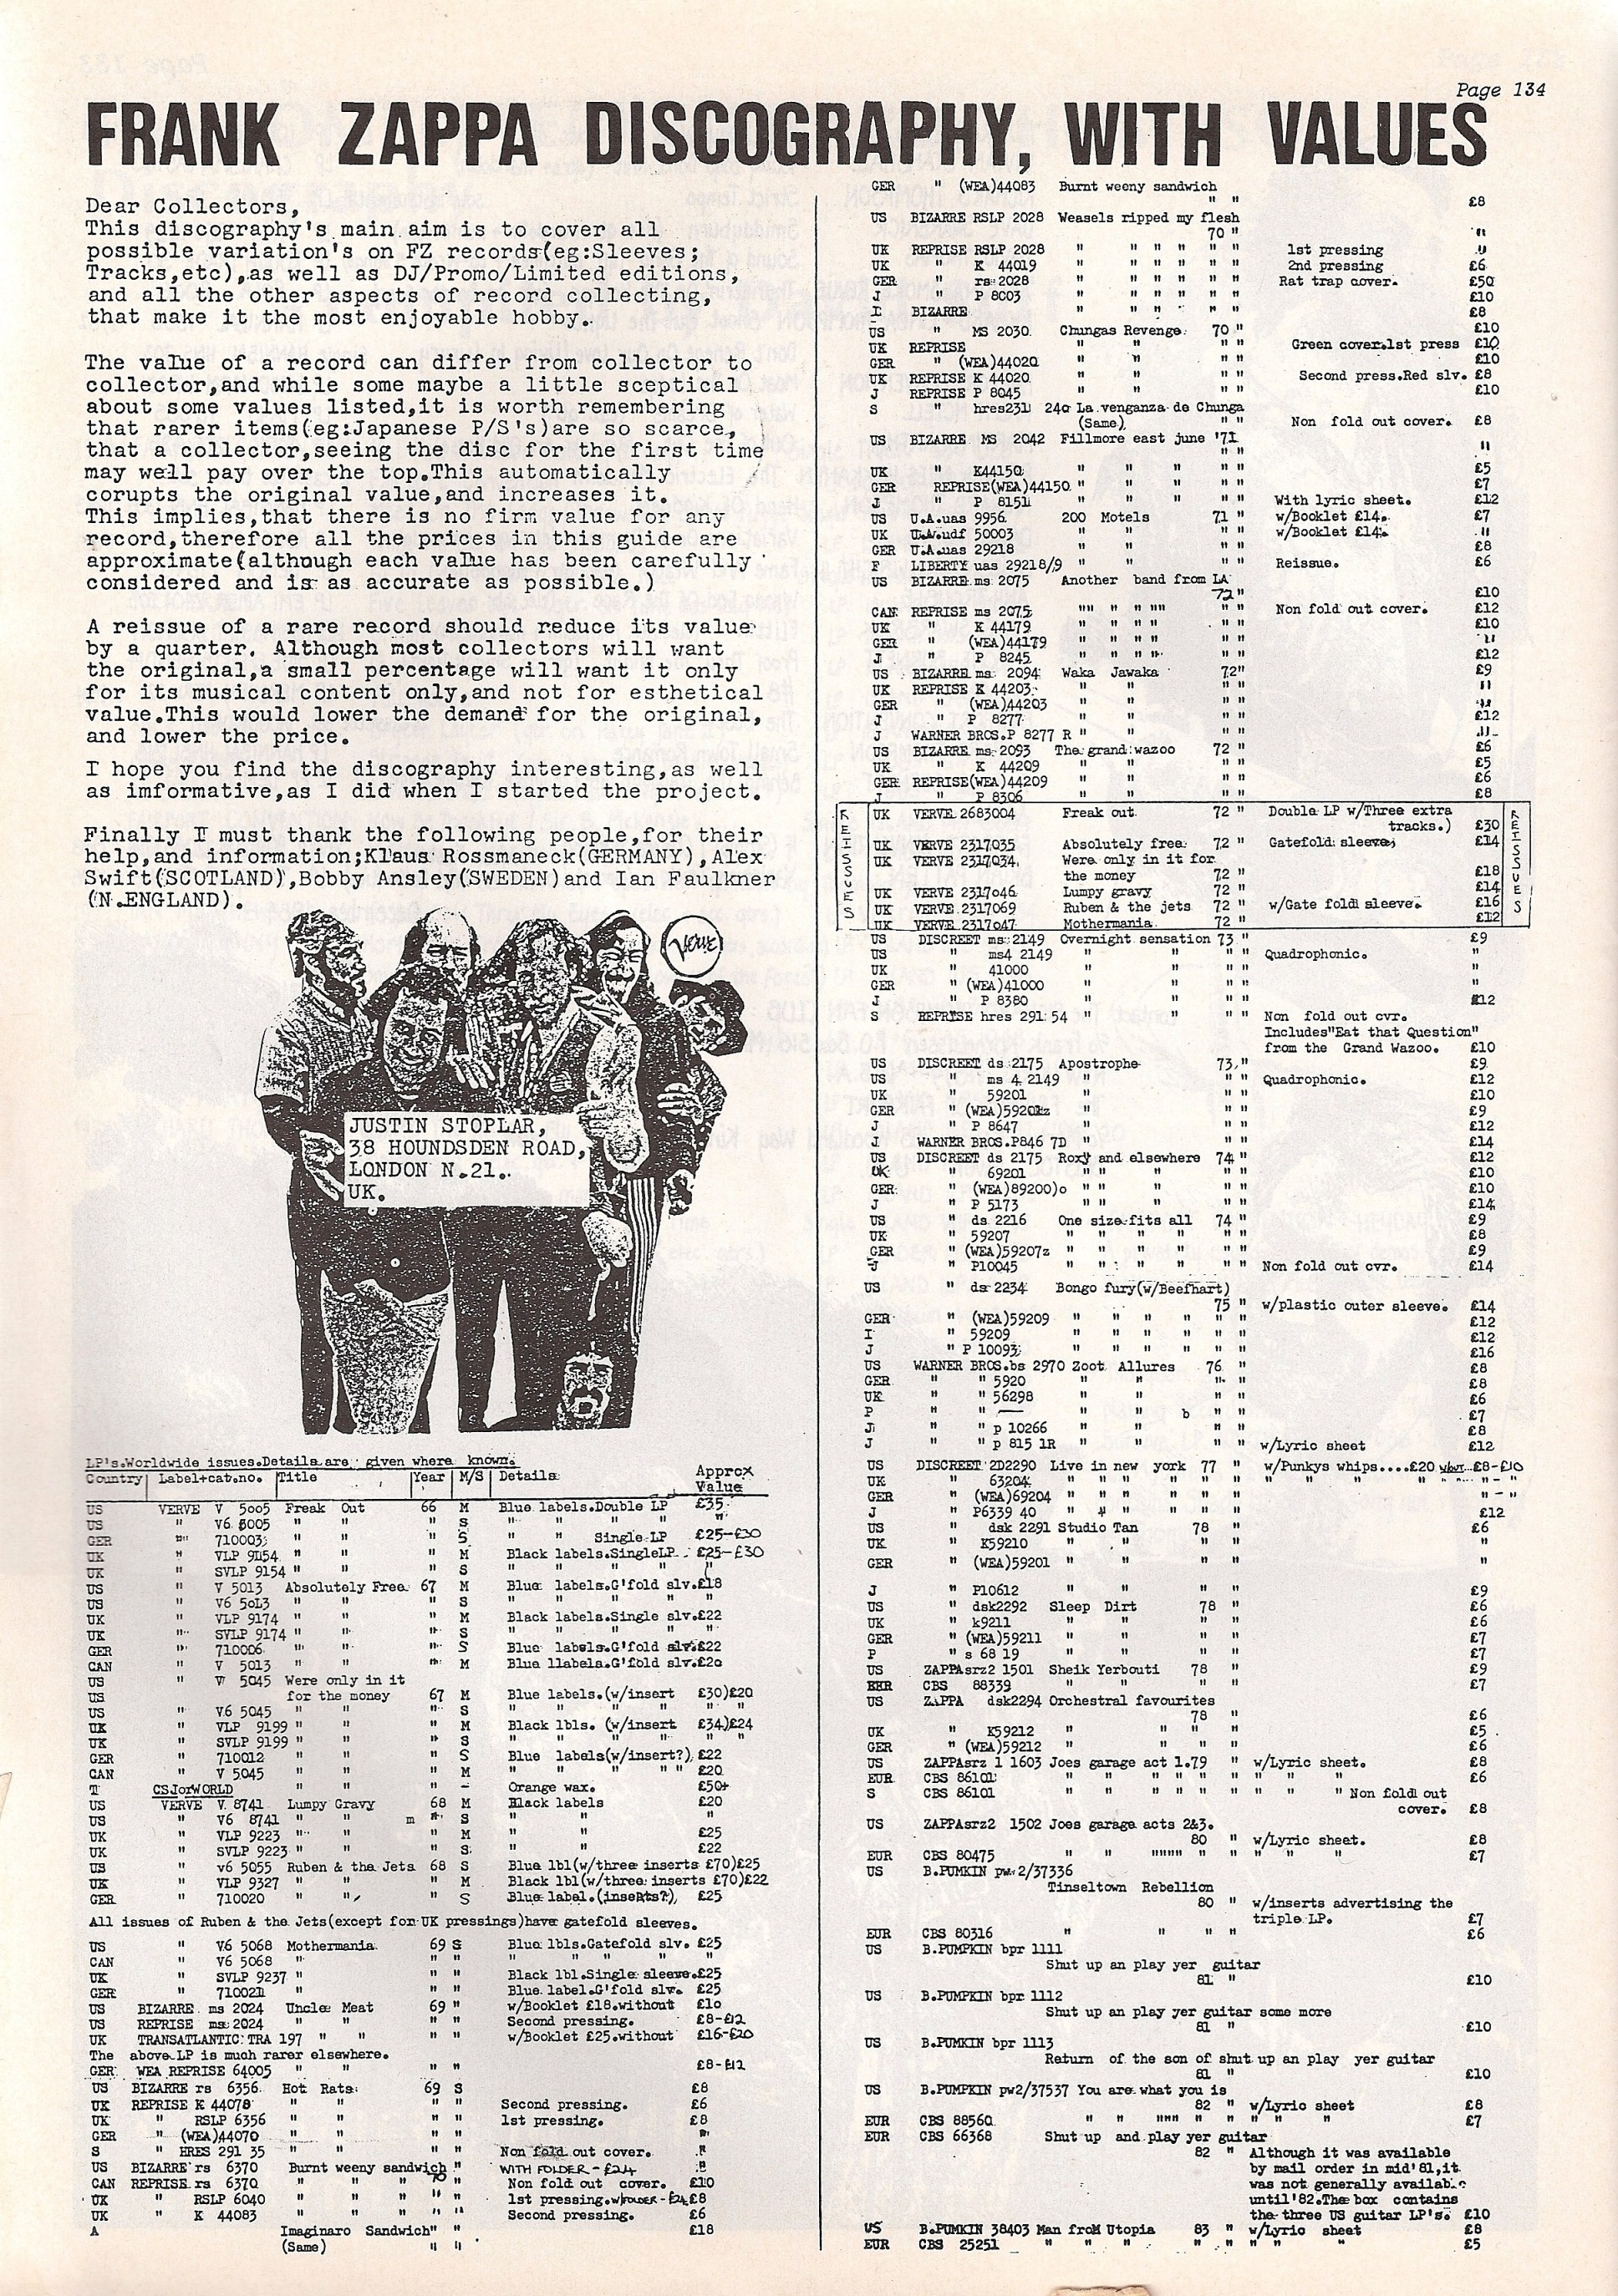 Page 134
FRANK ZAPPA DISCOGRAPHY, WITH VALUES
Dear Collectors,
This discography's main aim is to cover all
possible variation's on FZ records(eg:Sleeves;
Tracks,etc),as well as DJ/Promo/Limited editions,
and all the other aspects of record collecting,
that make it the most enjoyable hobby.
The value of a record can differ from collector to
collector,and while some maybe a little sceptical
about some values listed,it is worth remembering
that rarer items(eg:Japanese P/S's)are so scarce,
that a collector,seeing the disc for the first time
may well pay over the top.This automatically
corupts the original value,and increases it.
This implies,that there is no firm value for any
record,therefore all the prices in this guide are
approximate(although each value has been carefully
considered and is as accurate as possible.)
A reissue of a rare record should reduce its value
by a quarter. Although most collectors will want
the original,a small percentage will want it only
for its musical content only,and not for esthetical
value.This would lower the demand for the original,
and lower the price.
I hope you find the discography interesting,as well
as imformative,as I did when I started the project.
Finally I must thank the following people,for their
help,and information;Klaus Rossmaneck(GERMANY),Alex
Swift(SCOTLAND),Bobby Ansley(SWEDEN)and Ian Faulkner
(N.ENGLAND).
Verve
JUSTIN STOPLAR,
38 HOUNDSDEN ROAD,
LONDON N.21.
UK.
LP's.Worldwide issues.Details are given where known.
Country Label+cat.no. Title Year M/S Details Approx Value
US VERVE V 5005 Freak Out 66 M Blue labels.Double LP £35
US " V6 5005 " " " S " " " " "
GER " 710003 " " " S " " Single LP £25-£30
UK " VLP 9154 " " " M Black labels.SingleLP £25-£30
UK " SVLP 9154 " " " S " " " " "
US " V 5013 Absolutely Free 67 M Blue labels.G'fold slv.£18
US " V6 5013 " " " S " " " " "
UK " VLP 9174 " " " M Black labels.Single slv.£22
UK " SVLP 9174 " " " S " " " " "
GER " 710006 " " " S Blue labels.G'fold slv.£22
CAN " V 5013 " " " M Blue llabels.G'fold slv.£20
US " V 5045 Were only in it
US for the money 67 M Blue labels.(w/insert £30)£20
US " V6 5045 " " " S " " " " "
UK " VLP 9199 " " " M Black lbls. (w/insert £34)£24
UK " SVLP 9199 " " " S " " " " "
GER " 710012 " " " S Blue labels(w/insert?) £22
CAN " V 5045 " " " M " " " " £20
T CSJorWORLD " " " - Orange wax. £50+
US VERVE V 8741 Lumpy Gravy 68 M Black labels £20
US " V6 8741 " " m " S " " "
UK " VLP 9223 " " " M " " £25
UK " SVLP 9223 " " " S " " £22
US " v6 5055 Ruben & the Jets 68 S Blue lbl(w/three inserts £70)£25
UK " VLP 9327 " " " M Black lbl(w/three inserts £70)£22
GER " 710020 " " " S Blue label.(inserts?) £25
All issues of Ruben & the Jets(except for UK pressings)have gatefold sleeves.
US " V6 5068 Mothermania 69 S Blue lbls.Gatefold slv. £25
CAN " V6 5068 " " " " " " " "
UK " SVLP 9237 " " " Black lbl.Single sleeve.£25
GER " 710021 " " " Blue label.G'fold slv. £25
US BIZARRE ms 2024 Uncle Meat 69 " w/Booklet £18.without £10
US REPRISE ms 2024 " " " " Second pressing. £8-£12
UK TRANSATLANTIC TRA 197 " " " " w/Booklet £25.without £16-£20
The above LP is much rarer elsewhere.
GER WEA REPRISE 64005 " " " " £8-£12
US BIZARRE rs 6356 Hot Rats 69 S £8
UK REPRISE K 44078 " " " " Second pressing. £6
UK " RSLP 6356 " " " " 1st pressing. £8
GER " (WEA)44070 " " " " "
S " HRES 291 35 " " " " Non fold out cover. "
US BIZARRE rs 6370 Burnt weeny sandwich " WITH FOLDER - £24 "
CAN REPRISE rs 6370 " " " 70 " Non fold out cover. £10
UK " RSLP 6040 " " " " " 1st pressing.w/FOLDER - £24 £8
UK " K 44083 " " " " " Second pressing. £6
A Imaginaro Sandwich " " £18
(Same) " "
GER " (WEA)44083 Burnt weeny sandwich
" " £8
US BIZARRE RSLP 2028 Weasels ripped my flesh
70 " "
UK REPRISE RSLP 2028 " " " " " " 1st pressing "
UK " K 44019 " " " " " " 2nd pressing £6
GER " rs 2028 " " " " " " Rat trap cover. £50
J " P 8003 " " " " " " £10
I BIZARRE " " " " " " £8
US " MS 2030 Chungas Revenge 70 " £10
UK REPRISE " " " " Green cover.1st press £10
GER " (WEA)44020 " " " " £10
UK REPRISE K 44020 " " " " Second press.Red slv. £8
J REPRISE P 8045 " " " " £10
S " hres231 240 La venganza de Chunga
(Same) " " Non fold out cover. £8
US BIZARRE MS 2042 Fillmore east june '71
" " "
UK " K44150 " " " " " £5
GER REPRISE(WEA)44150 " " " " " £7
J " P 8151 " " " " " With lyric sheet. £12
US U.A.uas 9956 200 Motels 71 " w/Booklet £14. £7
UK U.A.udf 50003 " " " " w/Booklet £14. "
GER U.A.uas 29218 " " " " £8
F LIBERTY uas 29218/9 " " " " Reissue. £6
US BIZARRE ms 2075 Another band from LA
72 " £10
CAN REPRISE ms 2075 " " " " " " " Non fold out cover. £12
UK " K 44179 " " " " " " £10
GER " (WEA)44179 " " " " " " "
J " P 8245 " " " " " " £12
US BIZARRE ms 2094 Waka Jawaka 72 " £9
UK REPRISE K 44203 " " " " "
GER " (WEA)44203 " " " " "
J " P 8277 " " " " £12
J WARNER BROS.P 8277 R " " " " "
US BIZARRE ms 2093 The grand wazoo 72 " £6
UK " K 44209 " " " " £5
GER REPRISE(WEA)44209 " " " " £6
J " P 8306 " " " " £8
REISSUES
UK VERVE 2683004 Freak out 72 " Double LP w/Three extra
tracks.) £30
UK VERVE 2317035 Absolutely free 72 " Gatefold sleeve £14
UK VERVE 2317034 Were only in it for
the money 72 " £18
UK VERVE 2317046 Lumpy gravy 72 " £14
UK VERVE 2317069 Ruben & the jets 72 " w/Gate fold sleeve. £16
UK VERVE 2317047 Mothermania 72 " £12
REISSUES
US DISCREET ms 2149 Overnight sensation 73 " £9
US " ms4 2149 " " " " Quadrophonic. "
UK " 41000 " " " " "
GER " (WEA)41000 " " " " "
J " P 8380 " " " " £12
S REPRISE hres 291 54 " " " " Non fold out cvr.
Includes"Eat that Question"
from the Grand Wazoo. £10
US DISCREET ds 2175 Apostrophe 73 " £9
US " ms 4 2149 " " " Quadrophonic. £12
UK " 59201 " " " £10
GER " (WEA)59201z " " " £9
J " P 8647 " " " £12
J WARNER BROS.P846 7D " " " £14
US DISCREET ds 2175 Roxy and elsewhere 74 " £12
UK " 69201 " " " " " £10
GER " (WEA)89200)o " " " " " £10
J " P 5173 " " " " " £14
US " ds 2216 One size fits all 74 " £9
UK " 59207 " " " " " " £8
GER " (WEA)59207z " " " " " " £9
J " P10045 " " " " " " Non fold out cvr. £14
US " ds 2234 Bongo fury(w/Beefhart)
75 " w/plastic outer sleeve. £14
GER " (WEA)59209 " " " " " £12
I " 59209 " " " " " £12
J " P 10093 " " " " " £16
US WARNER BROS.bs 2970 Zoot Allures 76 " £8
GER " " 5920 " " " " £8
UK " " 56298 " " " " £6
P " " — " " b " £7
J " " p 10266 " " " " £8
J " " p 815 1R " " " " w/Lyric sheet £12
US DISCREET 2D2290 Live in new york 77 " w/Punkys whips....£20 w/out...£8-£10
UK " 63204 " " " " " " " " " " " - "
GER " (WEA)69204 " " " " " " " - "
J " P6339 40 " " " " " " £12
US " dsk 2291 Studio Tan 78 " £6
UK " K59210 " " " " "
GER " (WEA)59201 " " " " "
J " P10612 " " " " £9
US " dsk2292 Sleep Dirt 78 " £6
UK " k9211 " " " " £6
GER " (WEA)59211 " " " " £7
P " s 68 19 " " " " £7
US ZAPPAsrz2 1501 Sheik Yerbouti 78 " £9
EUR CBS 88339 " " " " £7
US ZAPPA dsk2294 Orchestral favourites
78 " £6
UK " K59212 " " " " £5
GER " (WEA)59212 " " " " £6
US ZAPPAsrz 1 1603 Joes garage act 1.79 " w/Lyric sheet. £8
EUR CBS 86101 " " " " " " " " " £6
S CBS 86101 " " " " " " " " " Non fold out
cover. £8
US ZAPPAsrz2 1502 Joes garage acts 2&3.
80 " w/Lyric sheet. £8
EUR CBS 80475 " " """" " " " " " £7
US B.PUMKIN pw 2/37336
Tinseltown Rebellion
80 " w/inserts advertising the
triple LP. £7
EUR CBS 80316 " " " " £6
US B.PUMPKIN bpr 1111
Shut up an play yer guitar
81 " £10
US B.PUMPKIN bpr 1112
Shut up an play yer guitar some more
81 " £10
US B.PUMKIN bpr 1113
Return of the son of shut up an play yer guitar
81 " £10
US B.PUMPKIN pw2/37537 You are what you is
82 " w/Lyric sheet £8
EUR CBS 88560 " " """ " " " " " £7
EUR CBS 66368 Shut up and play yer guitar
82 " Although it was available
by mail order in mid'81,it
was not generally available
until'82.The box contains
the three US guitar LP's. £10
US B.PUMKIN 38403 Man froM Utopia 83 " w/Lyric sheet £8
EUR CBS 25251 " " " " " " " " £5